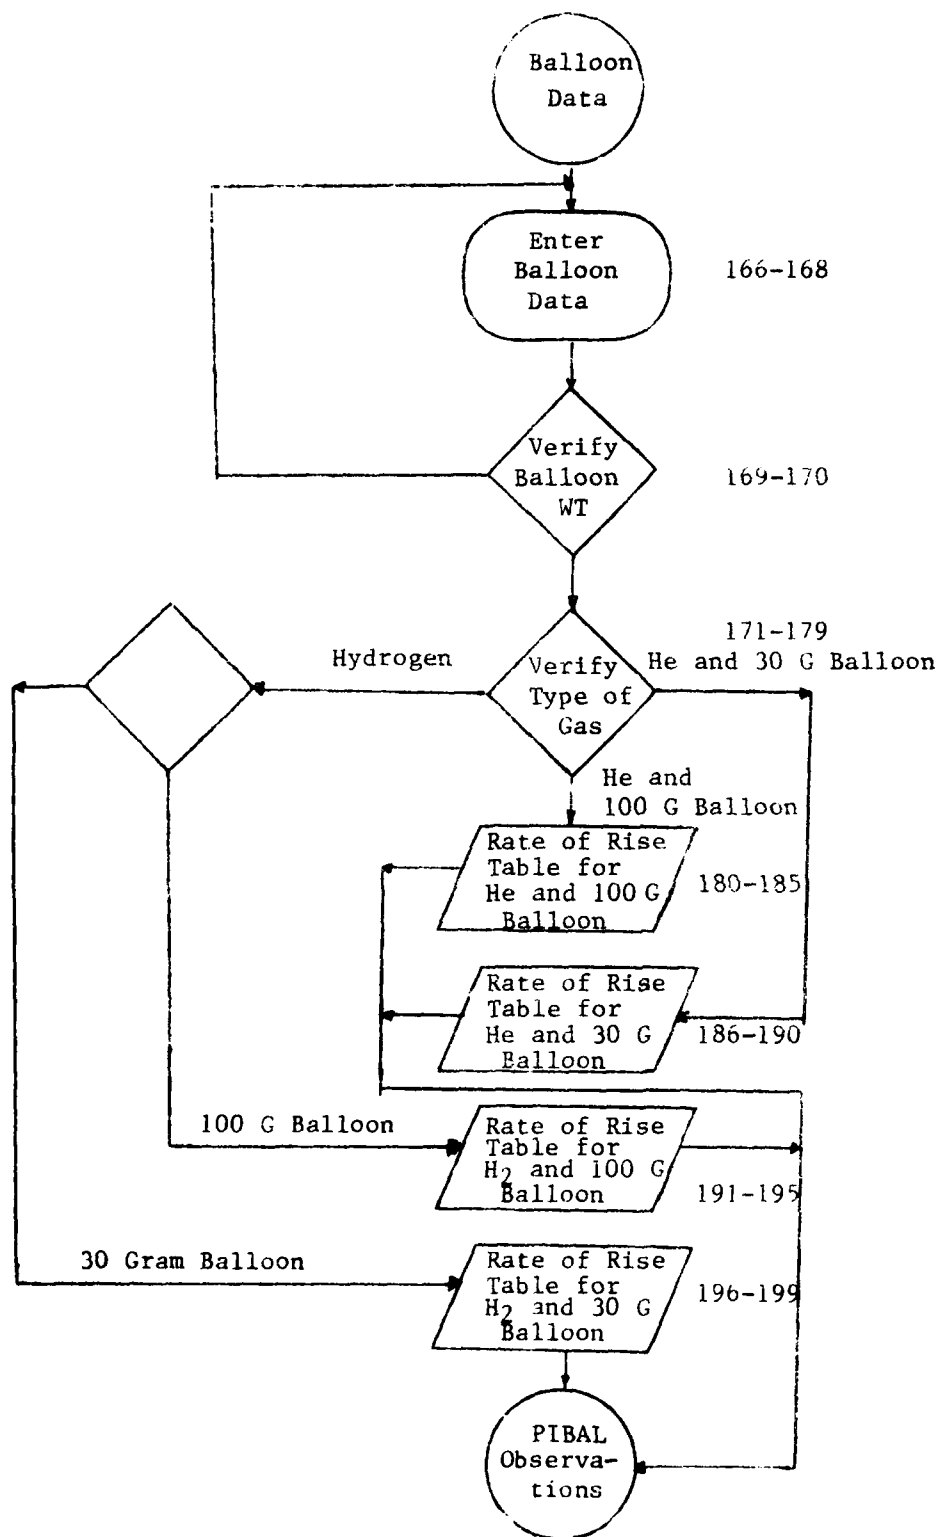 Balloon
Data
Enter
Balloon
Data
166-168
Verify
Balloon
WT
169-170
171-179
Hydrogen
Verify
Type of
Gas
He and 30 G Balloon
He and
100 G Balloon
Rate of Rise
Table for
He and 100 G
Balloon
180-185
Rate of Rise
Table for
He and 30 G
Balloon
186-190
100 G Balloon
Rate of Rise
Table for
H2 and 100 G
Balloon
191-195
30 Gram Balloon
Rate of Rise
Table for
H2 and 30 G
Balloon
196-199
PIBAL
Observa-
tions